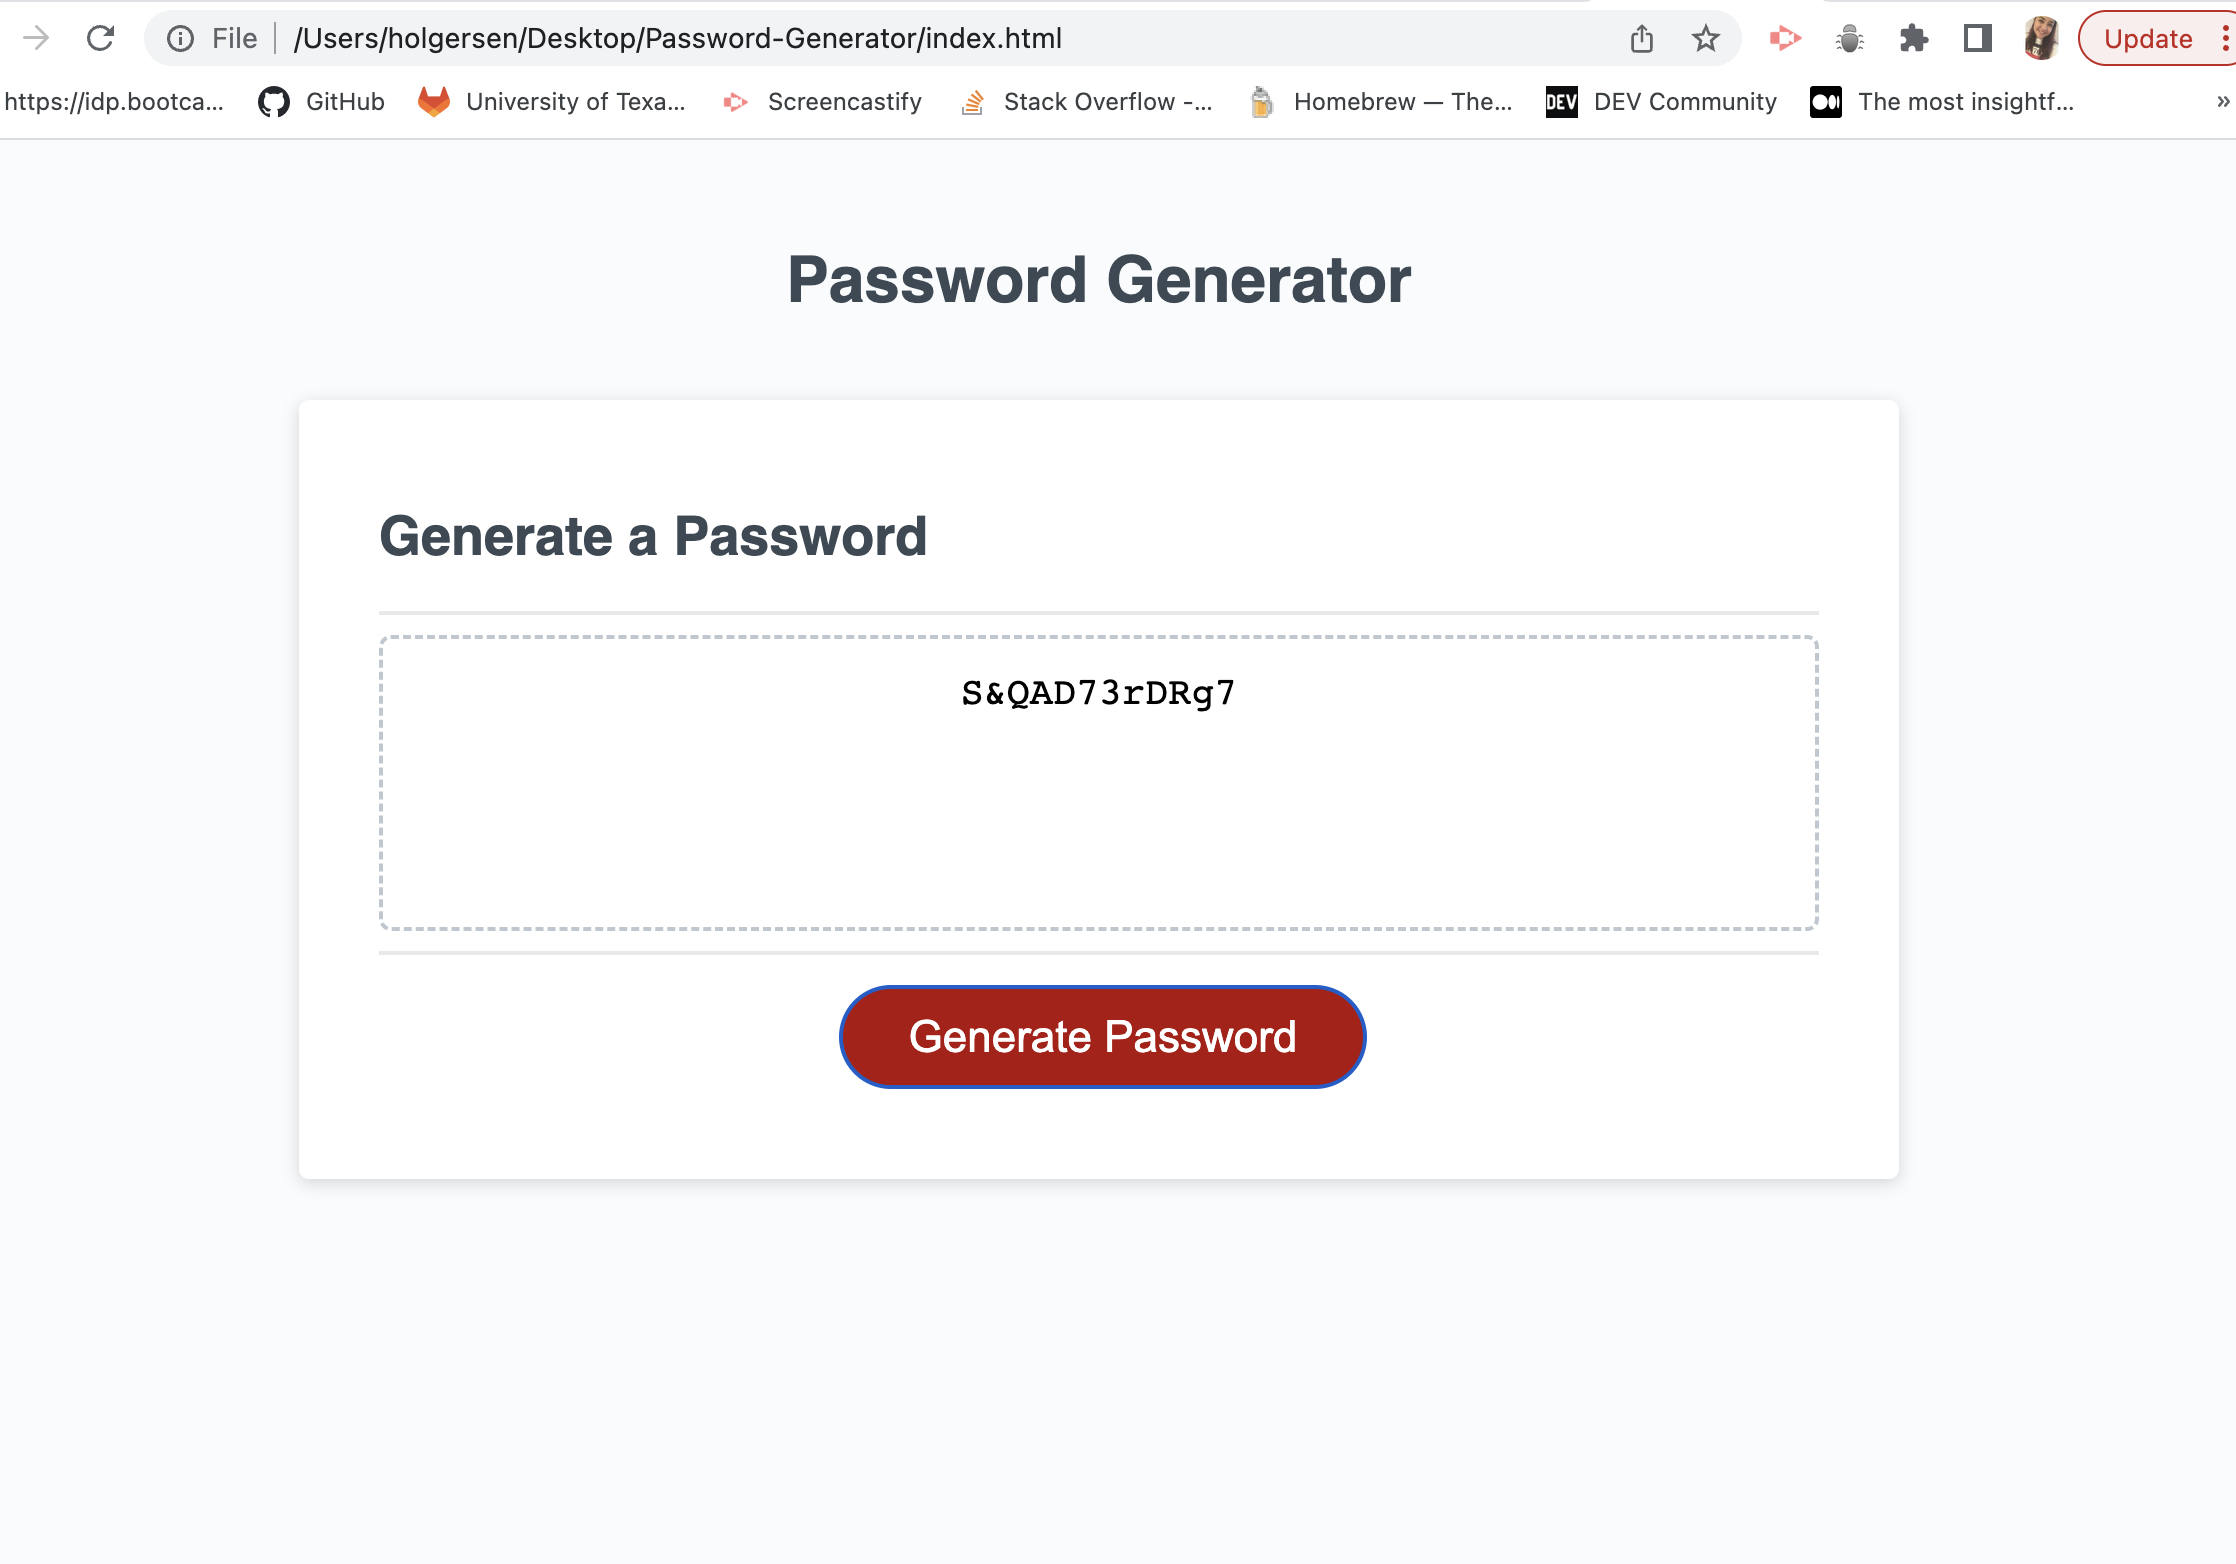 File /Users/holgersen/Desktop/Password-Generator/index.html Update
https://idp.bootca... GitHub University of Texa... Screencastify Stack Overflow -... Homebrew — The... DEV DEV Community The most insightf... »
Password Generator
Generate a Password
S&QAD73rDRg7
Generate Password